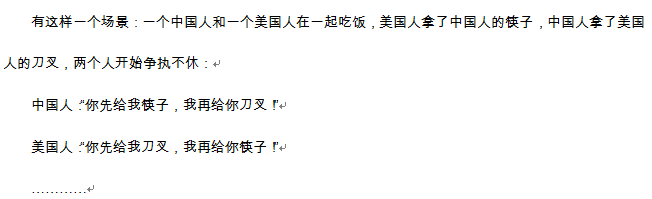 有这样一个场景：一个中国人和一个美国人在一起吃饭，美国人拿了中国人的筷子，中国人拿了美国
人的刀叉，两个人开始争执不休：
中国人：“你先给我筷子，我再给你刀叉！”
美国人：“你先给我刀叉，我再给你筷子！”
…………